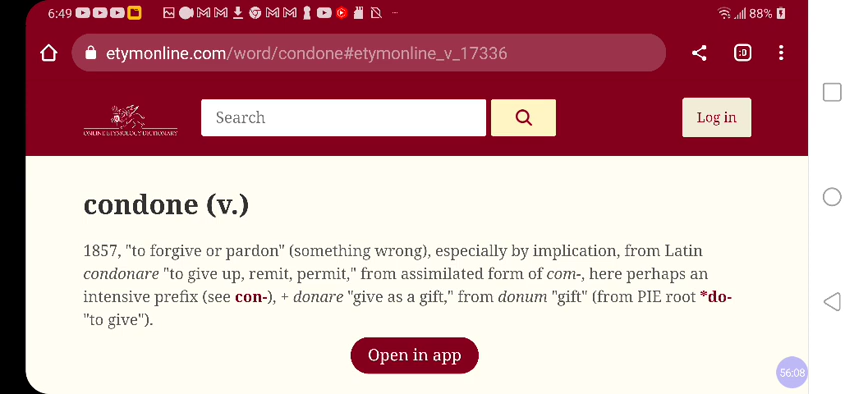 6:49
88%
etymonline.com/word/condone#etymonline_v_17336
:D
ONLINE ETYMOLOGY DICTIONARY
Search
Log in
condone (v.)
1857, "to forgive or pardon" (something wrong), especially by implication, from Latin
condonare "to give up, remit, permit," from assimilated form of com-, here perhaps an
intensive prefix (see con-), + donare "give as a gift," from donum "gift" (from PIE root *do-
"to give").
Open in app
56:08